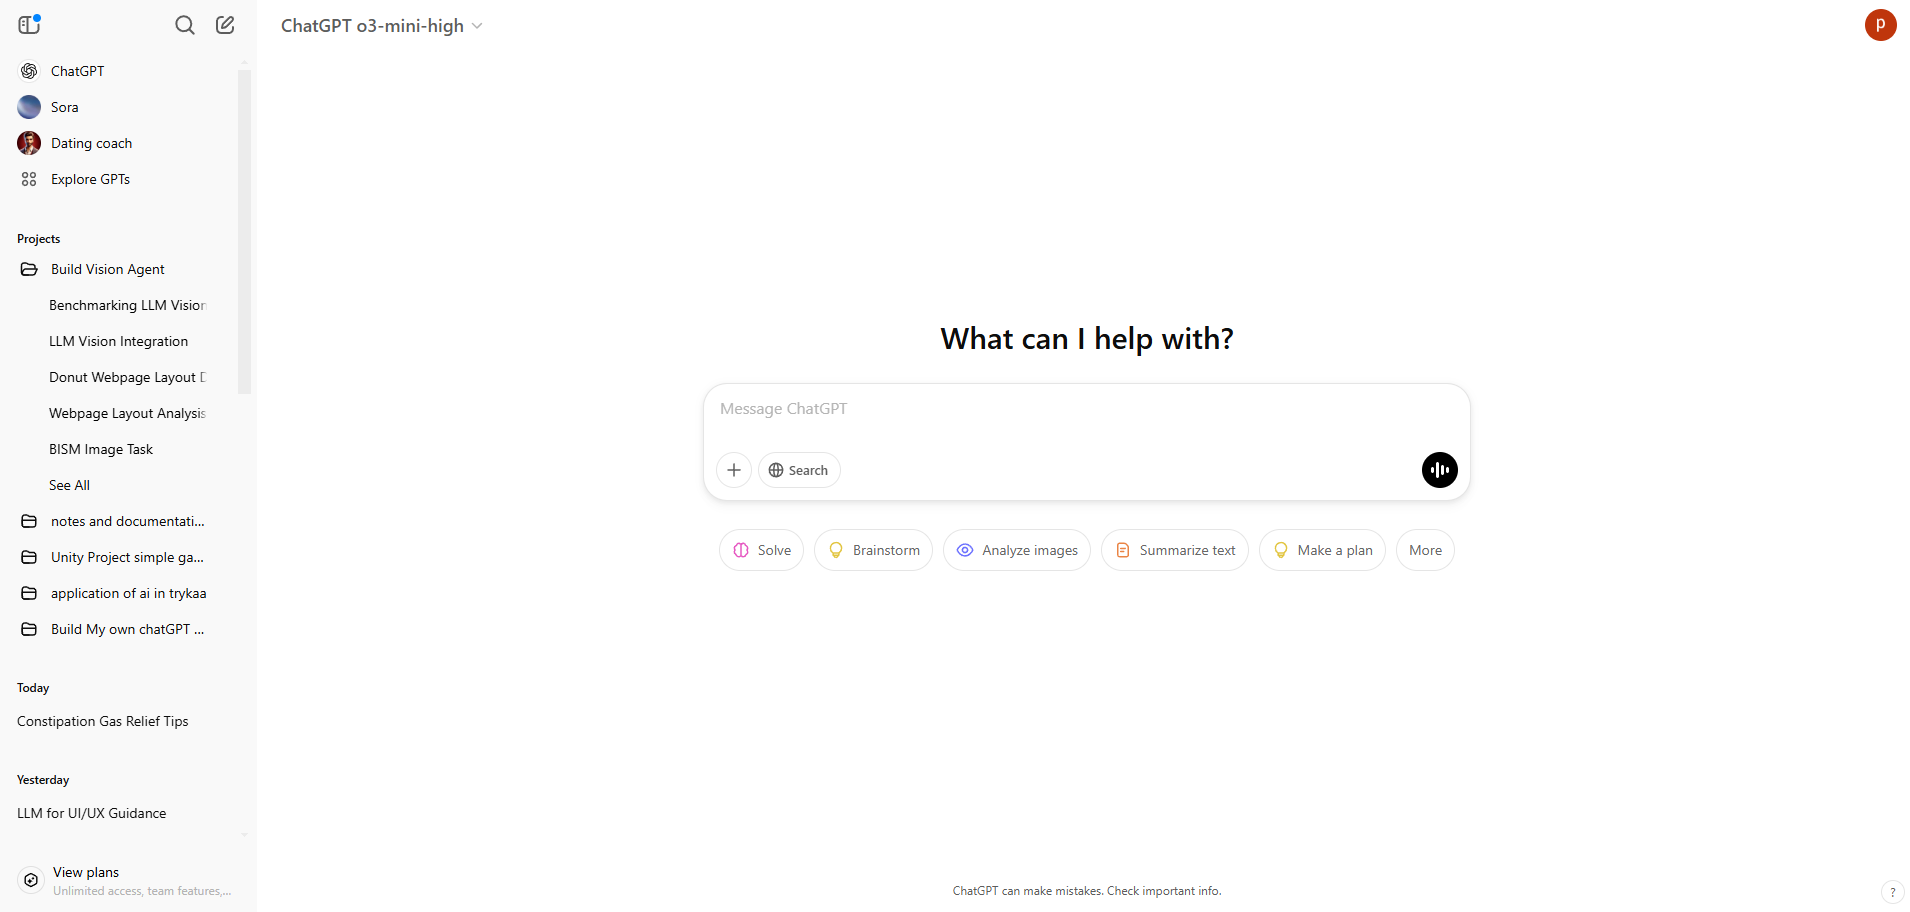 ChatGPT
Sora
Dating coach
Explore GPTs
Projects
Build Vision Agent
Benchmarking LLM Vision
LLM Vision Integration
Donut Webpage Layout
Webpage Layout Analysis
BISM Image Task
See All
notes and documentati...
Unity Project simple ga...
application of ai in trykaa
Build My own chatGPT ...
Today
Constipation Gas Relief Tips
Yesterday
LLM for UI/UX Guidance
View plans
Unlimited access, team features,...
ChatGPT o3-mini-high
p
What can I help with?
Message ChatGPT
Search
Solve
Brainstorm
Analyze images
Summarize text
Make a plan
More
ChatGPT can make mistakes. Check important info.
?